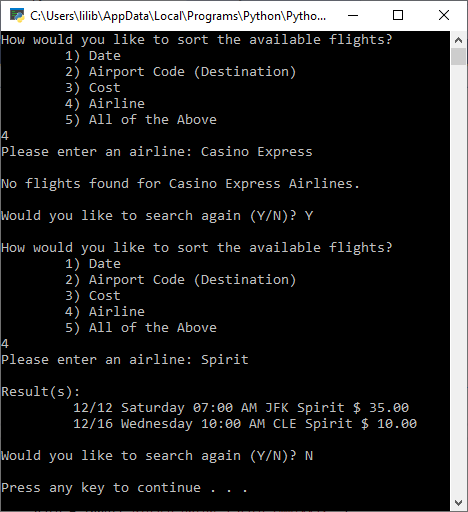 C:\Users\lilib\AppData\Local\Programs\Python\Pytho...
How would you like to sort the available flights?
1) Date
2) Airport Code (Destination)
3) Cost
4) Airline
5) All of the Above
4
Please enter an airline: Casino Express
No flights found for Casino Express Airlines.
Would you like to search again (Y/N)? Y
How would you like to sort the available flights?
1) Date
2) Airport Code (Destination)
3) Cost
4) Airline
5) All of the Above
4
Please enter an airline: Spirit
Result(s):
12/12 Saturday 07:00 AM JFK Spirit $ 35.00
12/16 Wednesday 10:00 AM CLE Spirit $ 10.00
Would you like to search again (Y/N)? N
Press any key to continue . . .